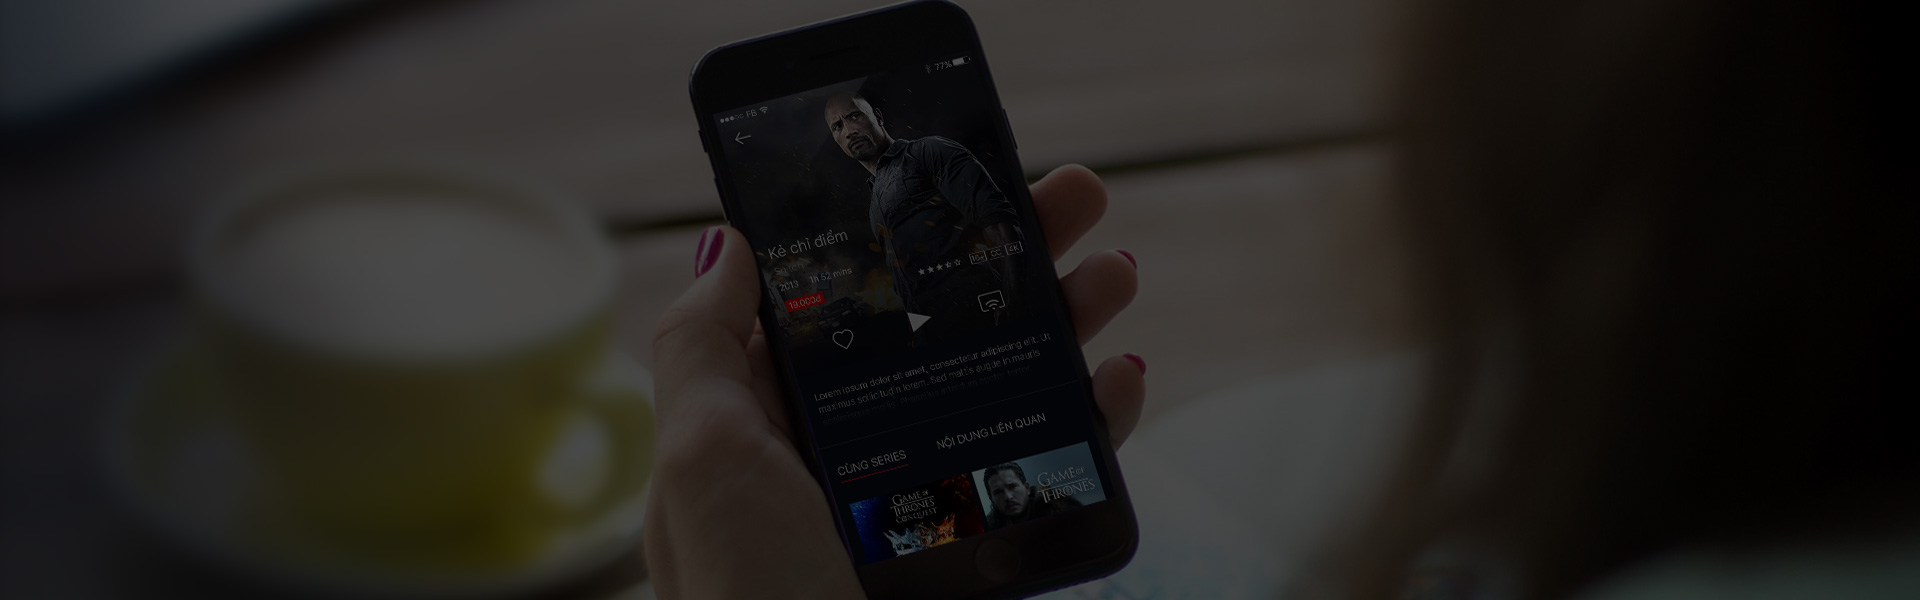 FB
77%
Kẻ chỉ điểm
2013 1h 52 mins
16+ CC 4K
19.000đ
Lorem ipsum dolor sit amet, consectetur adipiscing elit. Ut
maximus sollicitudin lorem. Sed mattis augue in mauris
CÙNG SERIES
NỘI DUNG LIÊN QUAN
GAME OF
THRONES
CONQUEST
GAME OF
THRONES